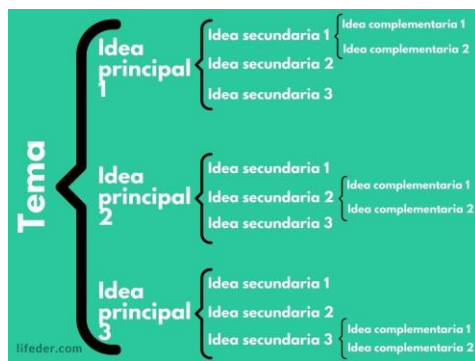 Tema
Idea
principal
1
Idea secundaria 1
Idea complementaria 1
Idea complementaria 2
Idea secundaria 2
Idea secundaria 3
Idea
principal
2
Idea secundaria 1
Idea secundaria 2
Idea complementaria 1
Idea complementaria 2
Idea secundaria 3
Idea
principal
3
Idea secundaria 1
Idea secundaria 2
Idea secundaria 3
Idea complementaria 1
Idea complementaria 2
lifeder.com